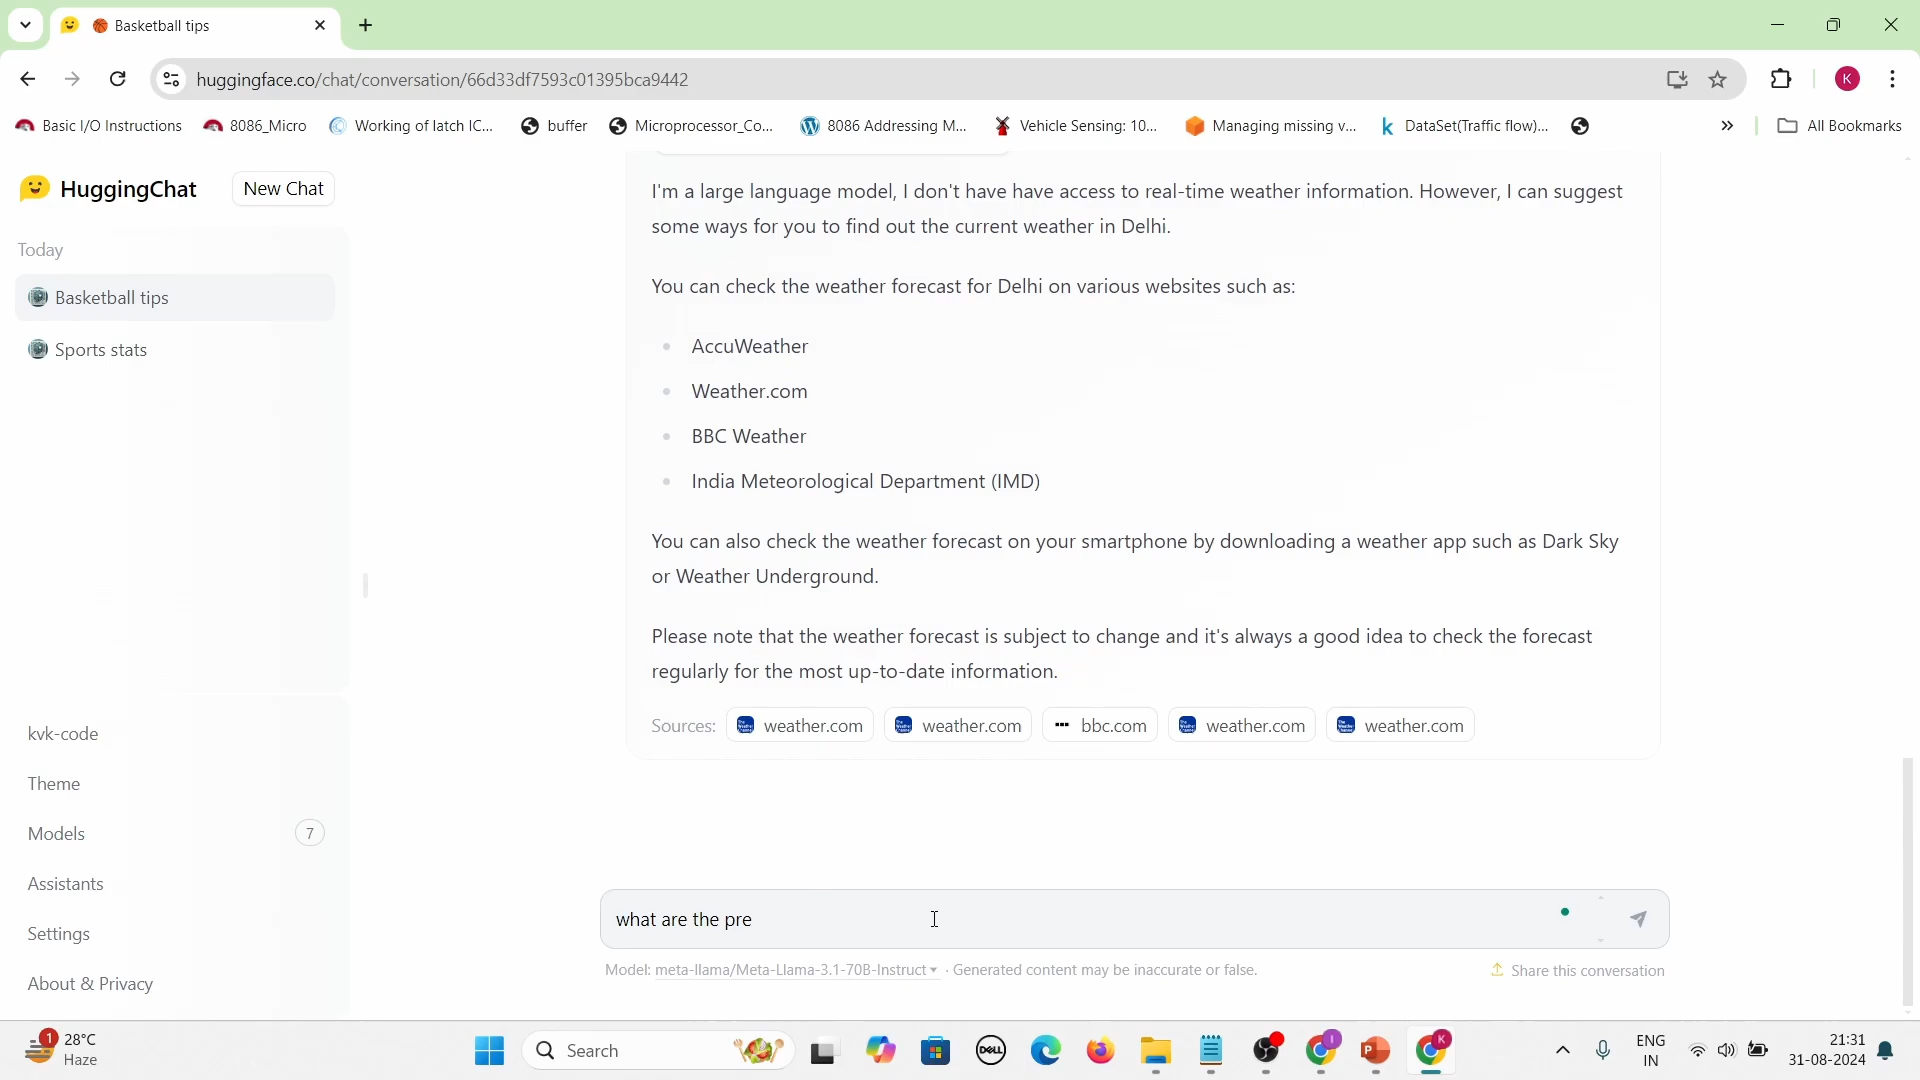 Basketball tips
huggingface.co/chat/conversation/66d33df7593c01395bca9442
K
Basic I/O Instructions
8086_Micro
Working of latch IC...
buffer
Microprocessor_Co...
8086 Addressing M...
Vehicle Sensing: 10...
Managing missing v...
DataSet(Traffic flow)...
»
All Bookmarks
HuggingChat
New Chat
Today
Basketball tips
Sports stats
kvk-code
Theme
Models
7
Assistants
Settings
About & Privacy
I'm a large language model, I don't have have access to real-time weather information. However, I can suggest
some ways for you to find out the current weather in Delhi.
You can check the weather forecast for Delhi on various websites such as:
AccuWeather
Weather.com
BBC Weather
India Meteorological Department (IMD)
You can also check the weather forecast on your smartphone by downloading a weather app such as Dark Sky
or Weather Underground.
Please note that the weather forecast is subject to change and it's always a good idea to check the forecast
regularly for the most up-to-date information.
Sources: weather.com weather.com bbc.com weather.com weather.com
what are the pre
Model: meta-llama/Meta-Llama-3.1-70B-Instruct · Generated content may be inaccurate or false.
Share this conversation
1
28°C
Haze
Search
DELL
ENG
IN
21:31
31-08-2024